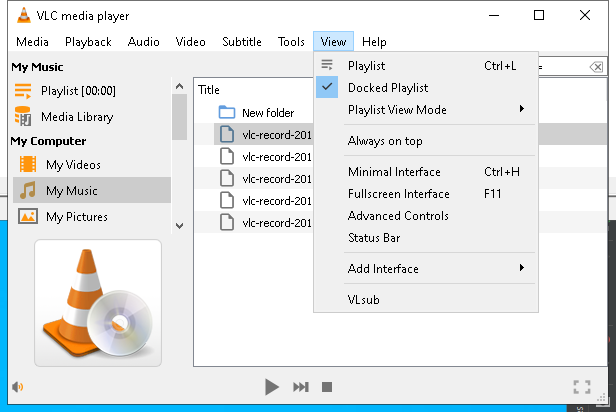 VLC media player
Media Playback Audio Video Subtitle Tools View Help
My Music
Playlist [00:00]
Media Library
My Computer
My Videos
My Music
My Pictures
Title
New folder
vlc-record-201
vlc-record-201
vlc-record-201
vlc-record-201
vlc-record-201
Playlist Ctrl+L
Docked Playlist
Playlist View Mode
Always on top
Minimal Interface Ctrl+H
Fullscreen Interface F11
Advanced Controls
Status Bar
Add Interface
VLsub